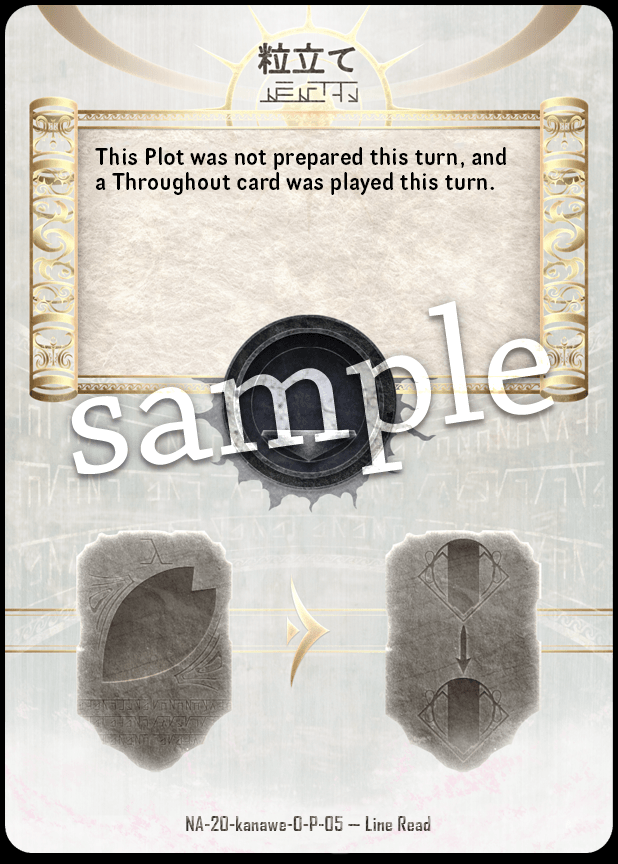 粒立て
This Plot was not prepared this turn, and
a Throughout card was played this turn.
sample
NA-20-kanawe-O-P-05 — Line Read